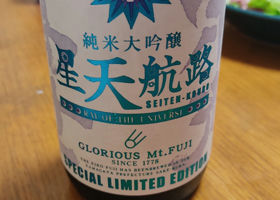 純米大吟醸
星天航路
SEITEN-KOURO
RAY OF THE UNIVERSE
GLORIOUS Mt.FUJI
SINCE 1778
SPECIAL LIMITED EDITION